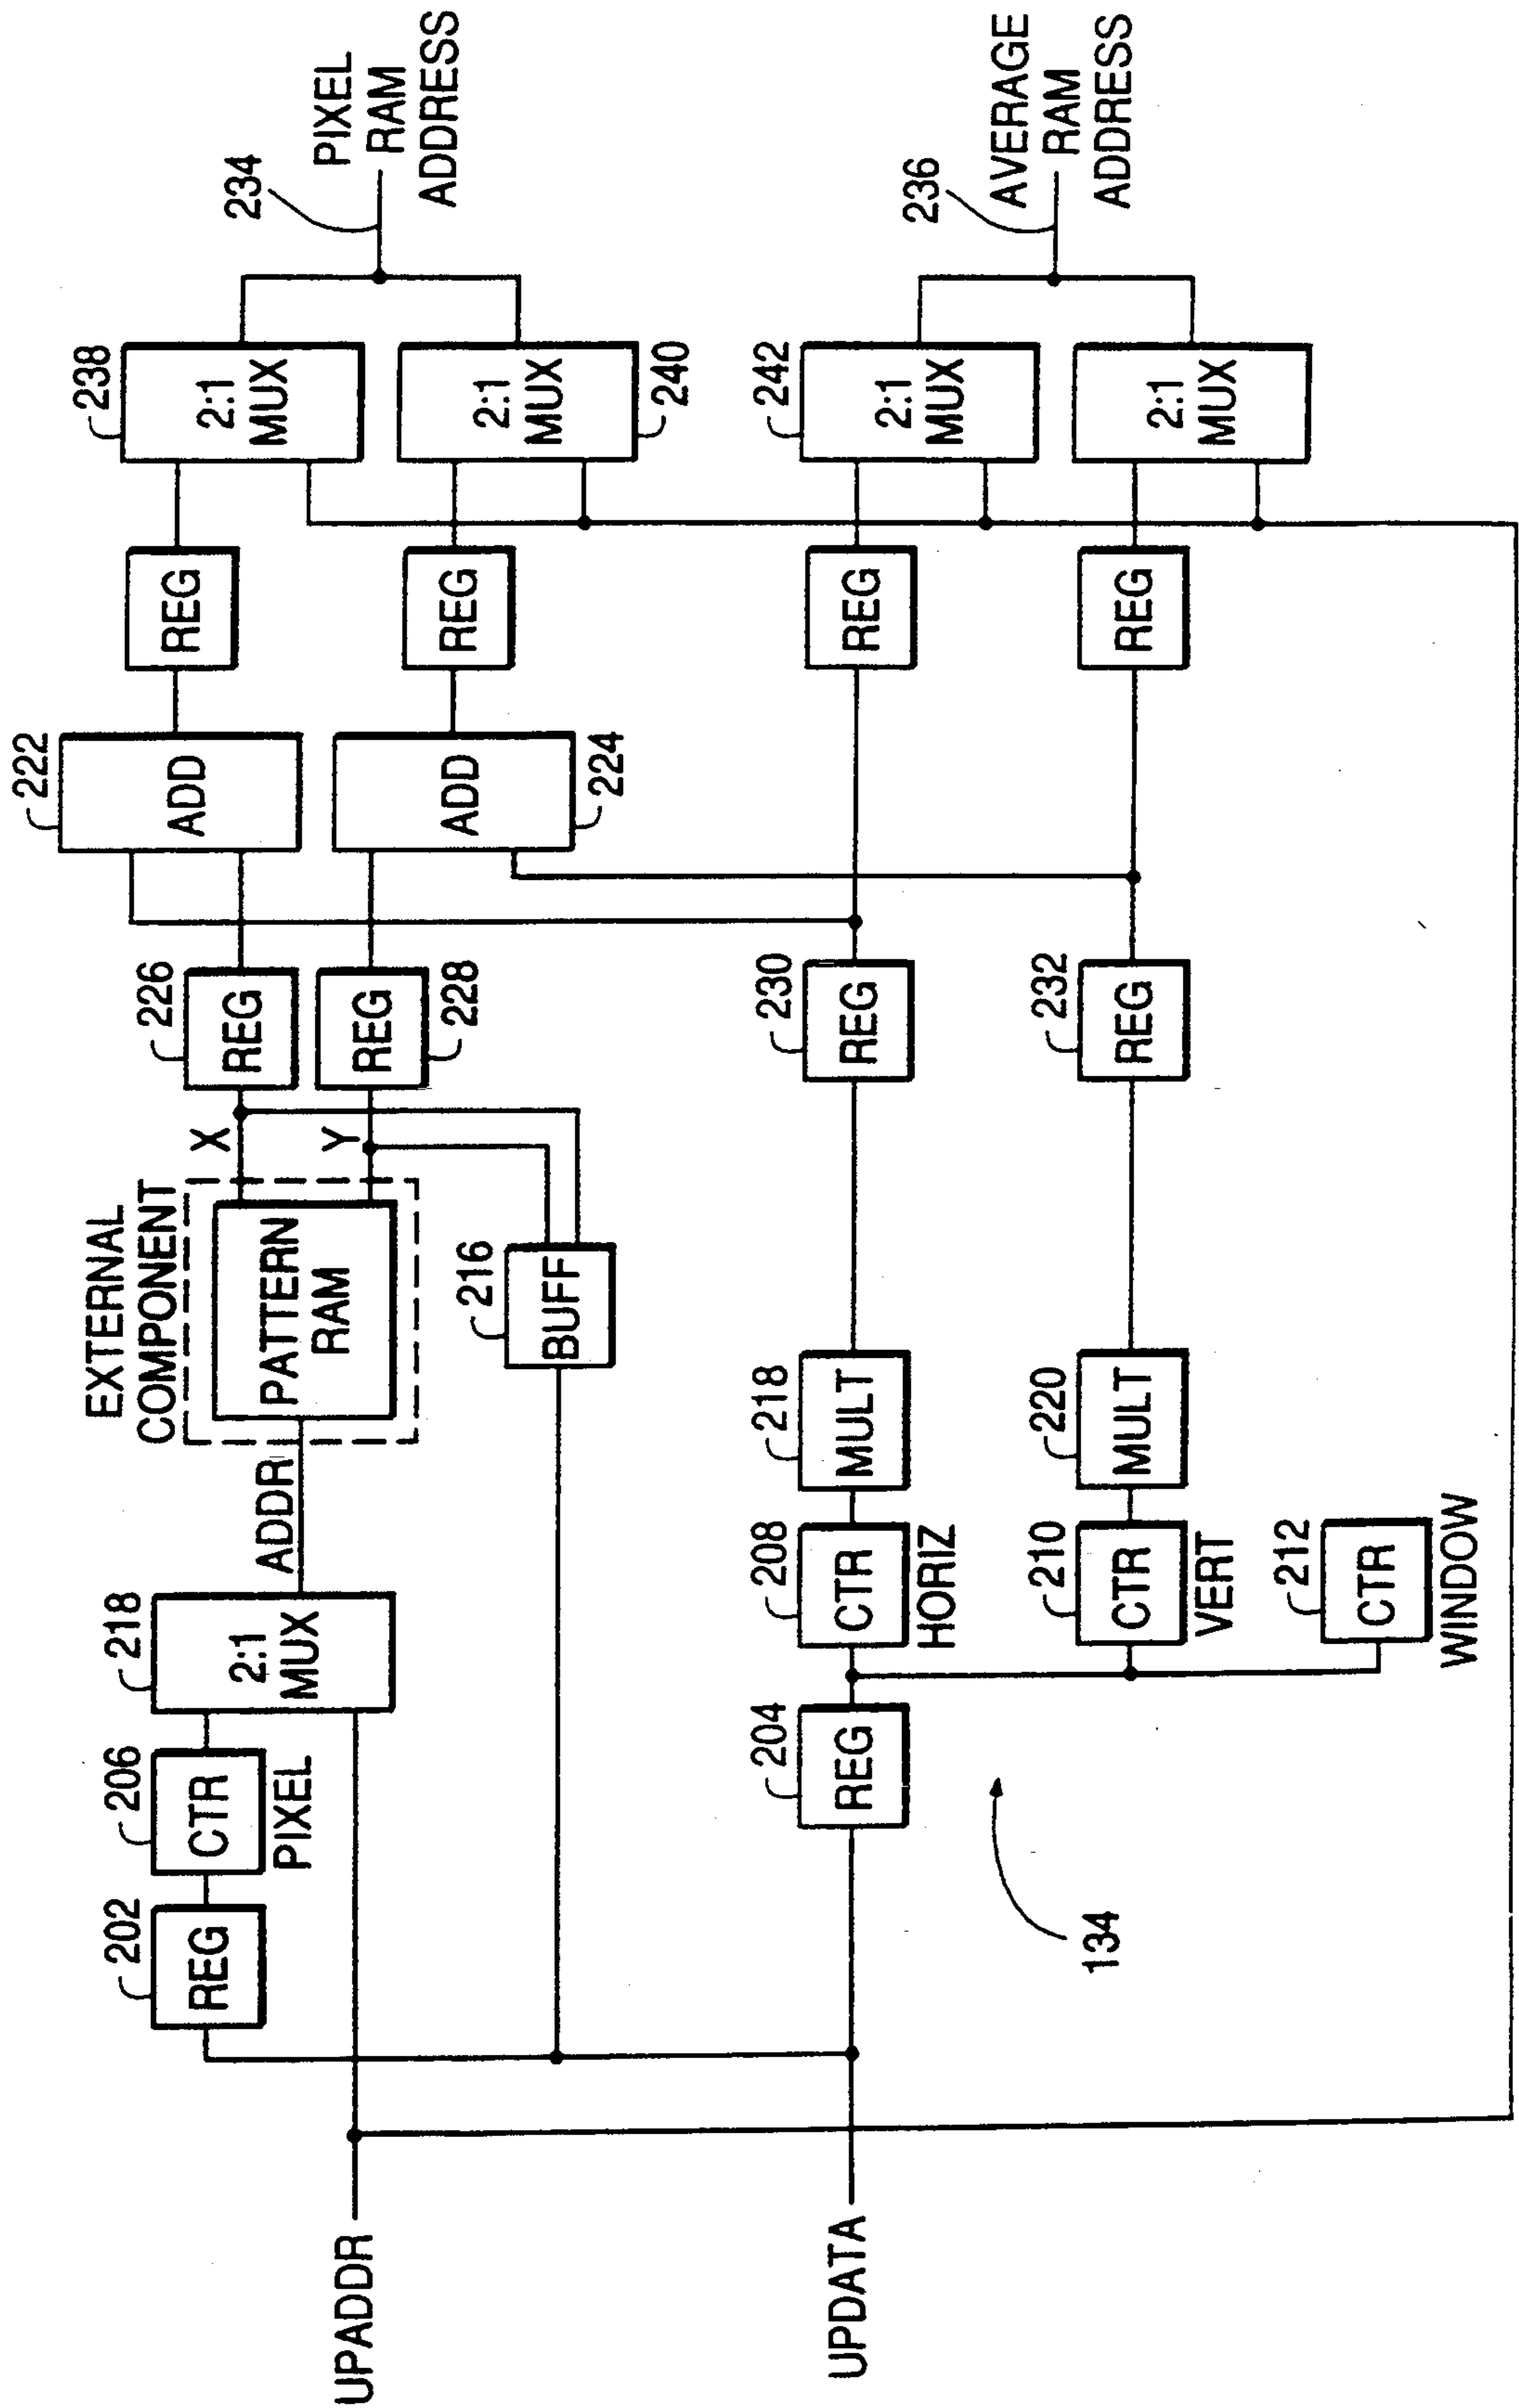 UPADDR
UPDATA
202
REG
206
CTR
PIXEL
218
2:1
MUX
ADDR
EXTERNAL
COMPONENT
PATTERN
RAM
X
Y
216
BUFF
226
REG
REG
228
222
ADD
ADD
224
REG
REG
238
2:1
MUX
2:1
MUX
240
234
PIXEL
RAM
ADDRESS
204
REG
208
CTR
HORIZ
218
MULT
230
REG
REG
242
2:1
MUX
236
AVERAGE
RAM
ADDRESS
210
CTR
VERT
220
MULT
232
REG
REG
2:1
MUX
212
CTR
WINDOW
134